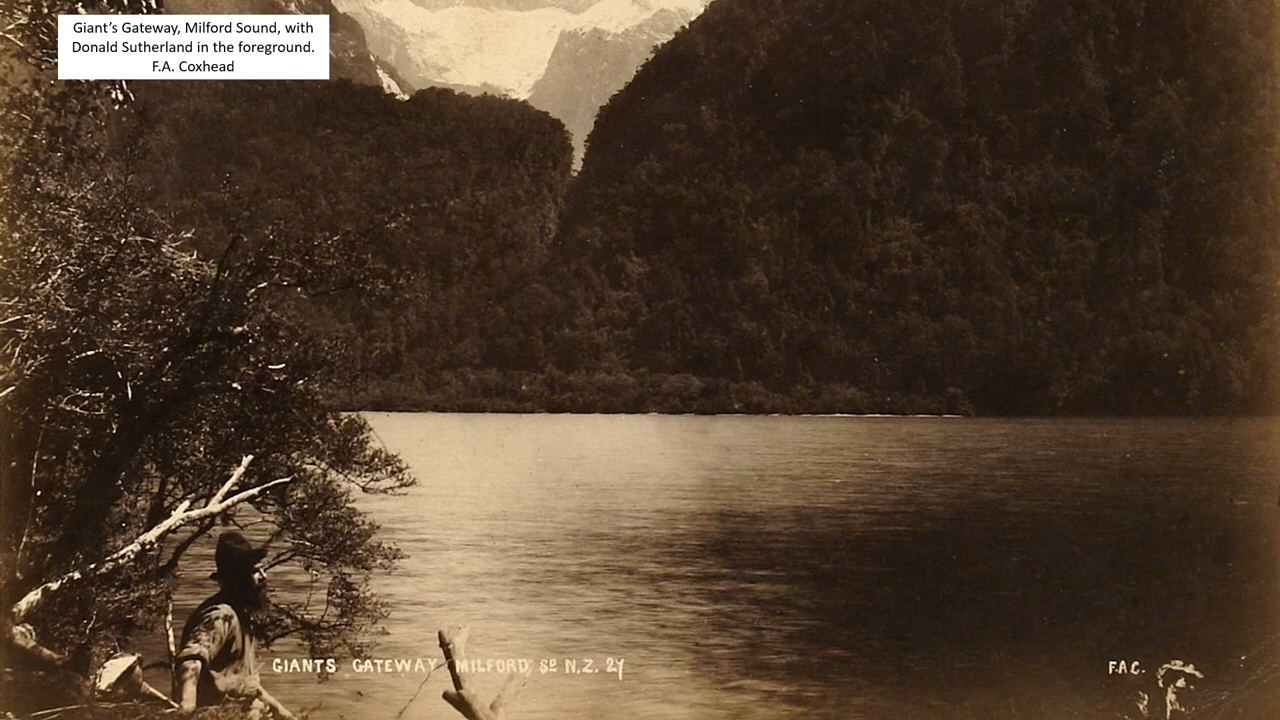 Giant’s Gateway, Milford Sound, with
Donald Sutherland in the foreground.
F.A. Coxhead
GIANTS GATEWAY MILFORD, Sᴰ N.Z. 27
F.A.C.